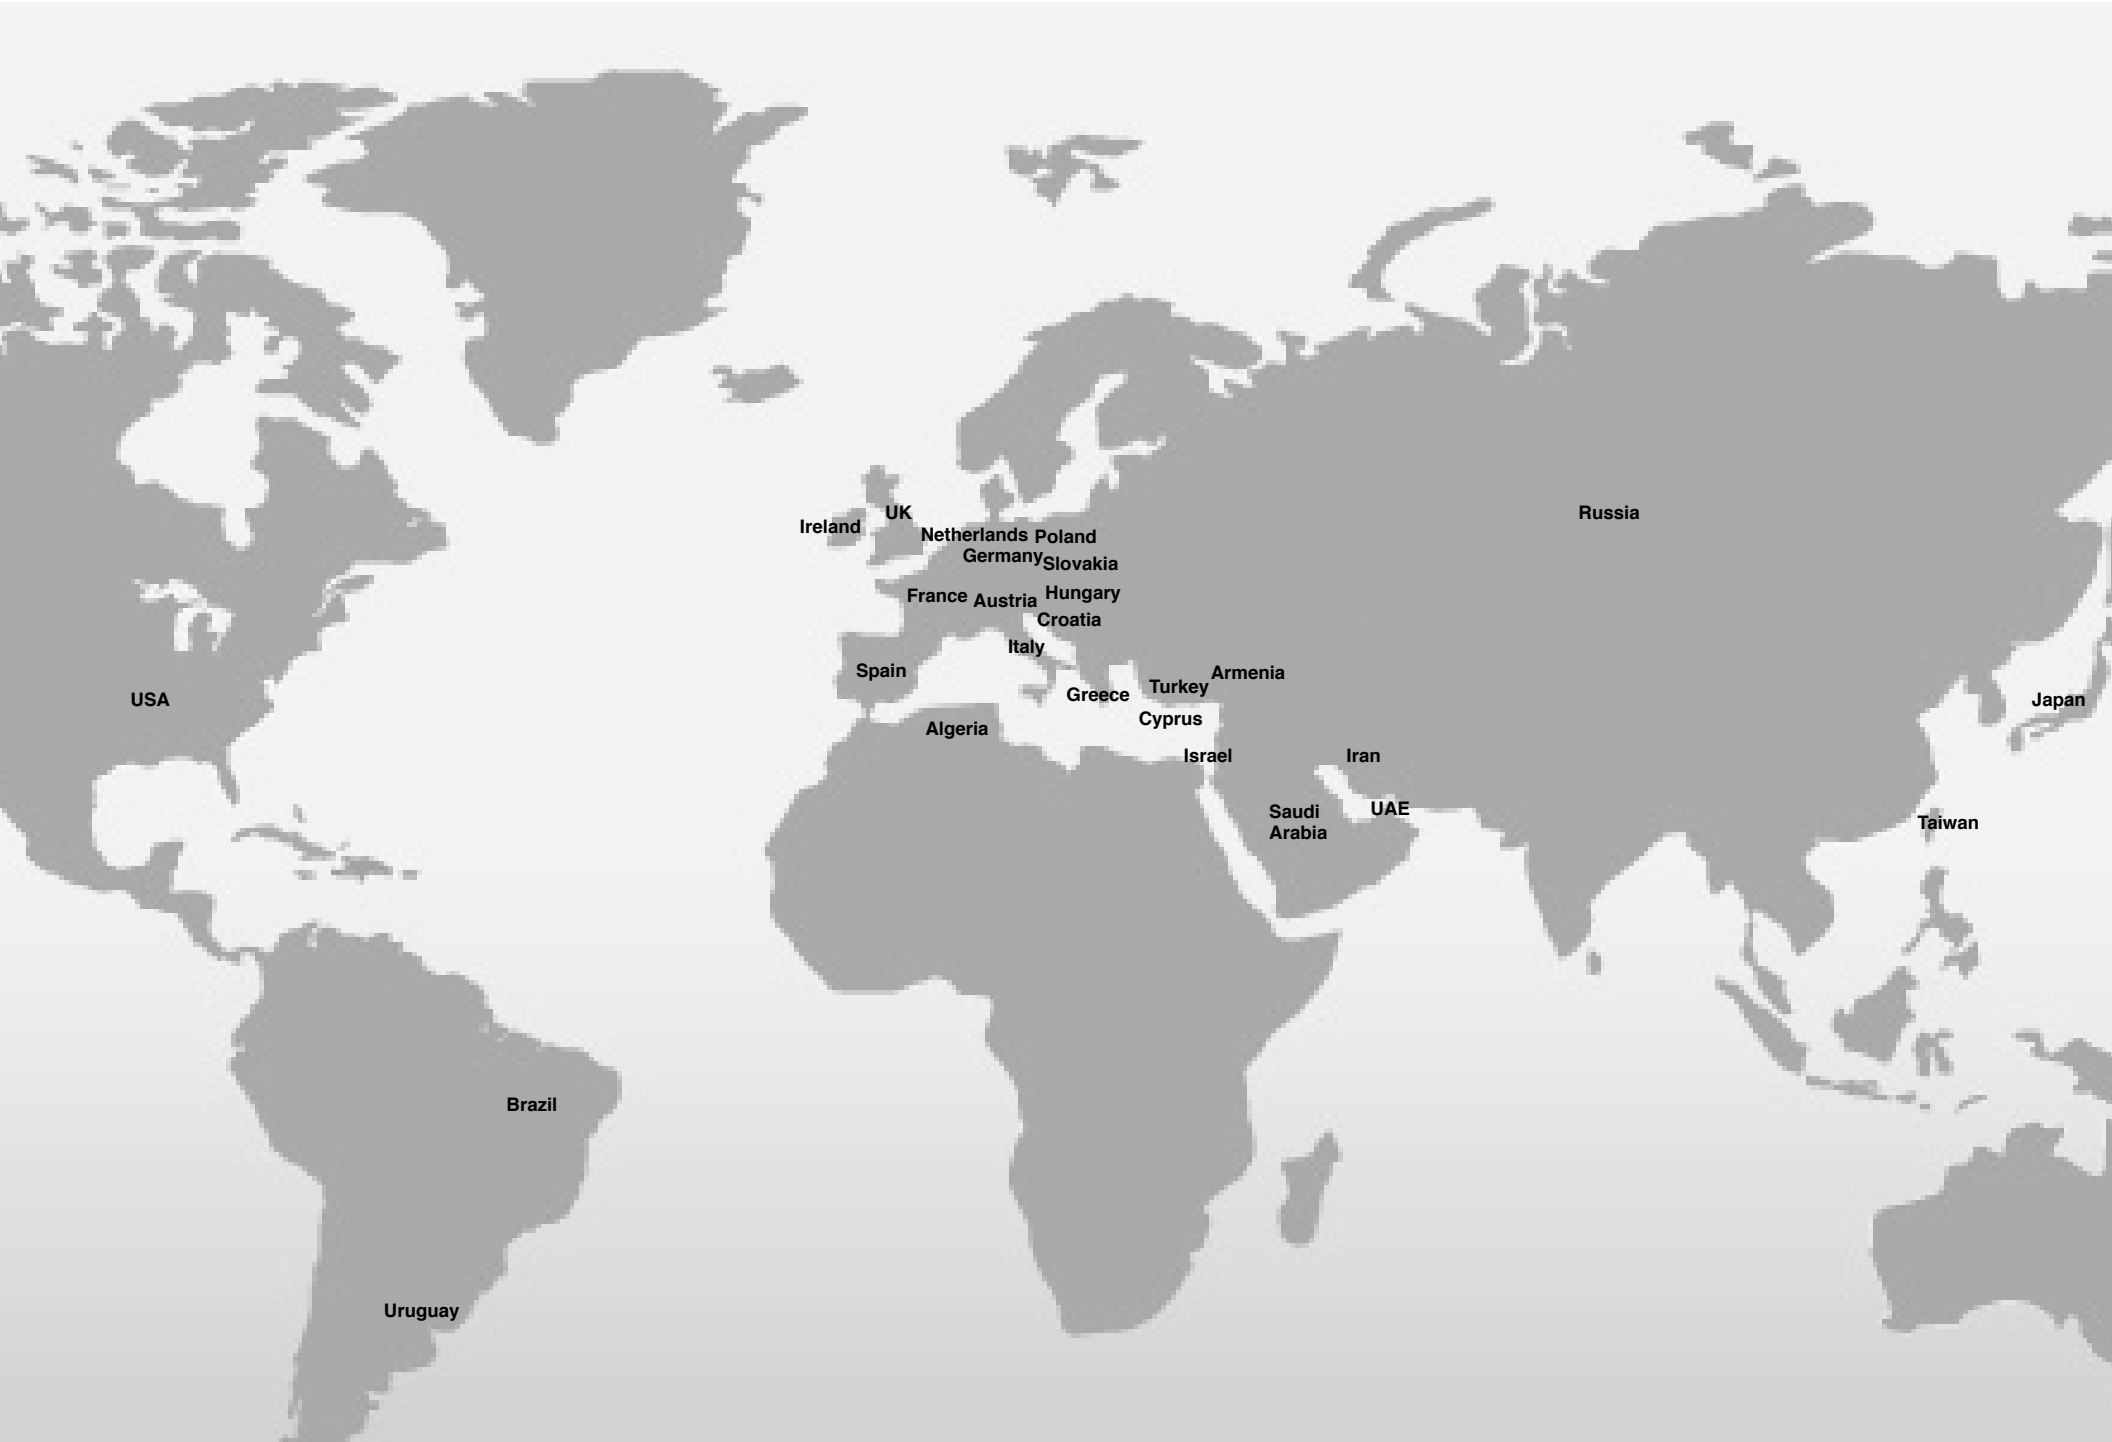 UK
Russia
Ireland
Netherlands
Poland
Germany
Slovakia
France
Austria
Hungary
Croatia
Italy
Spain
Armenia
Turkey
Greece
USA
Japan
Cyprus
Algeria
Israel
Iran
UAE
Saudi
Arabia
Taiwan
Brazil
Uruguay